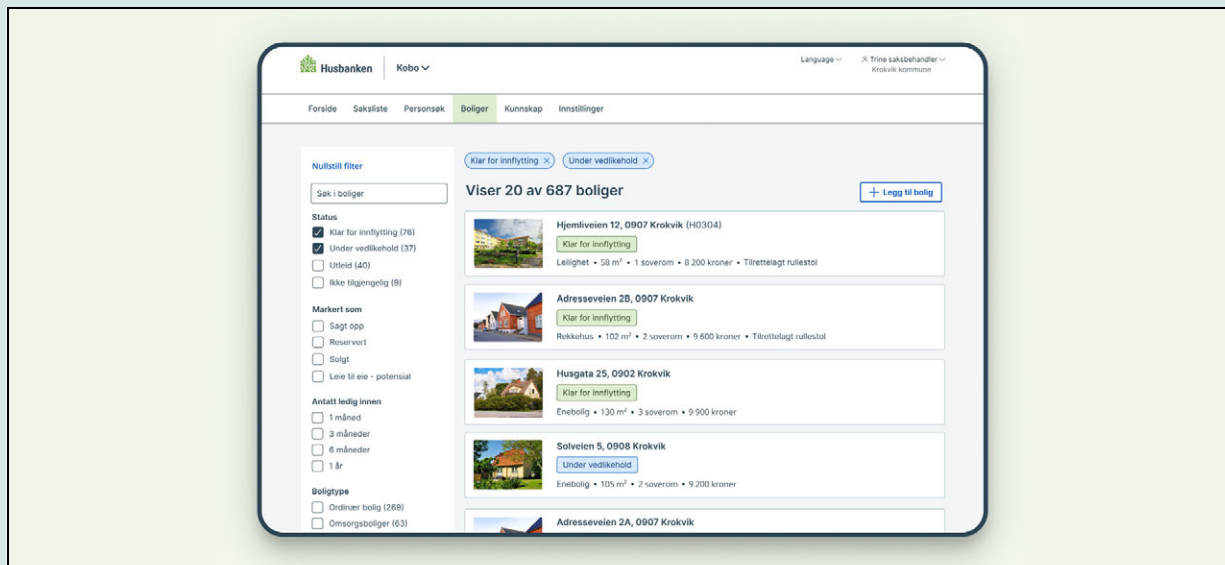 Husbanken
Kobo
Language
Trine saksbehandler
Krokvik kommune
Forside Saksliste Personsøk Boliger Kunnskap Innstillinger
Nullstill filter
Søk i boliger
Status
Klar for innflytting (76)
Under vedlikehold (37)
Utleid (40)
Ikke tilgjengelig (9)
Markert som
Sagt opp
Reservert
Solgt
Leie til eie - potensial
Antatt ledig innen
1 måned
3 måneder
6 måneder
1 år
Boligtype
Ordinær bolig (269)
Omsorgsboliger (63)
Klar for innflytting × Under vedlikehold ×
Viser 20 av 687 boliger
+ Legg til bolig
Hjemliveien 12, 0907 Krokvik (H0304)
Klar for innflytting
Leilighet • 58 m² • 1 soverom • 8 200 kroner • Tilrettelagt rullestol
Adresseveien 2B, 0907 Krokvik
Klar for innflytting
Rekkehus • 102 m² • 2 soverom • 9 600 kroner • Tilrettelagt rullestol
Husgata 25, 0902 Krokvik
Klar for innflytting
Enebolig • 130 m² • 3 soverom • 9 900 kroner
Solveien 5, 0908 Krokvik
Under vedlikehold
Enebolig • 105 m² • 2 soverom • 9 200 kroner
Adresseveien 2A, 0907 Krokvik